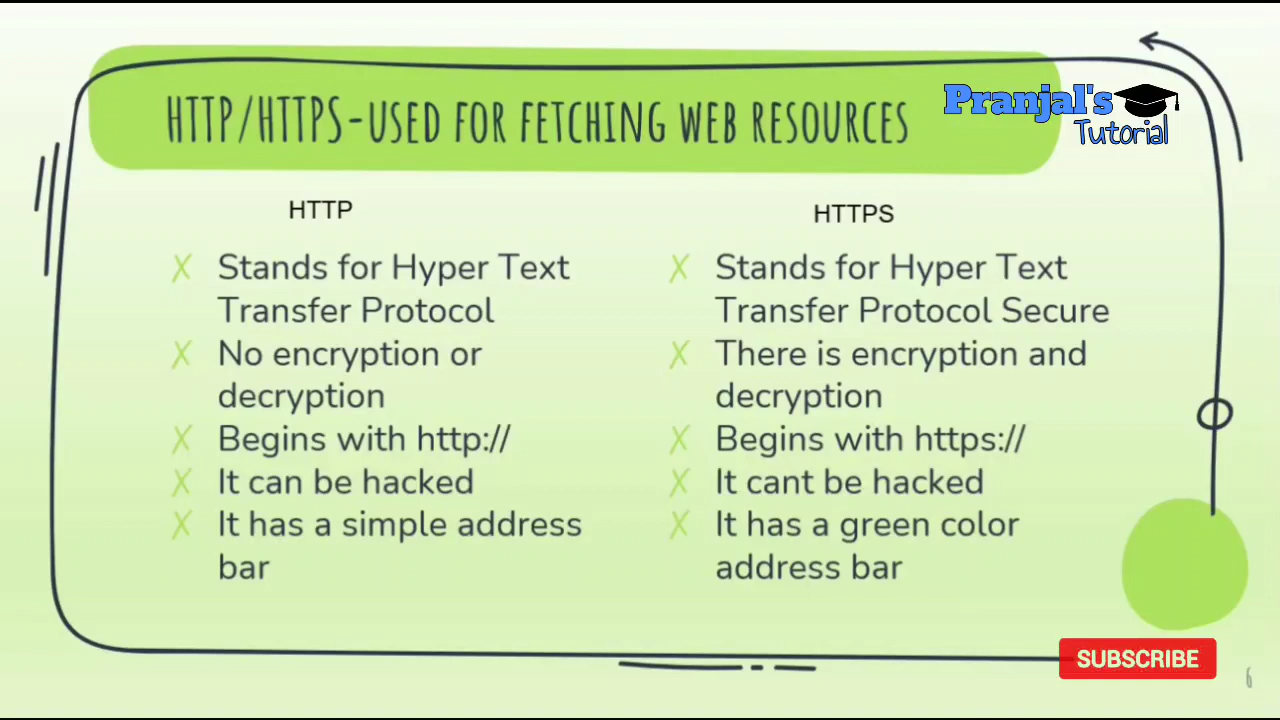 HTTP/HTTPS-USED FOR FETCHING WEB RESOURCES
Pranjal's
Tutorial
HTTP
X Stands for Hyper Text
Transfer Protocol
X No encryption or
decryption
X Begins with http://
X It can be hacked
X It has a simple address
bar
HTTPS
X Stands for Hyper Text
Transfer Protocol Secure
X There is encryption and
decryption
X Begins with https://
X It cant be hacked
X It has a green color
address bar
SUBSCRIBE
6